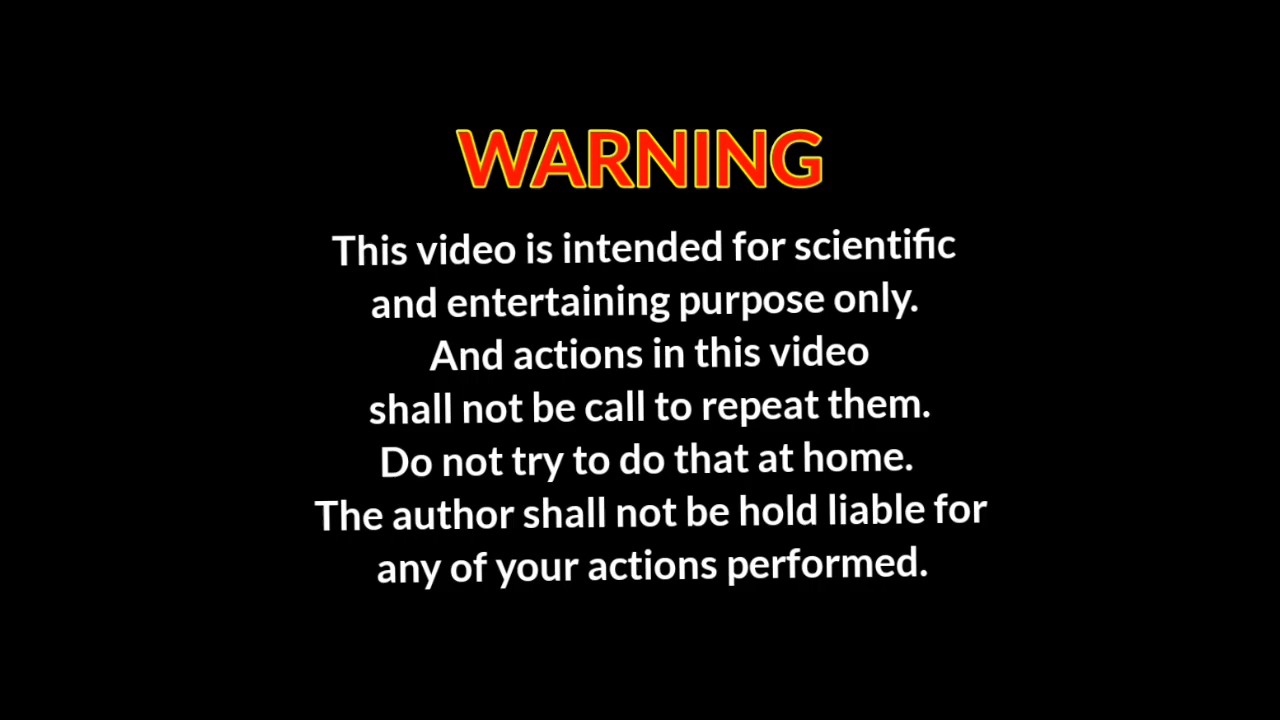 WARNING
This video is intended for scientific
and entertaining purpose only.
And actions in this video
shall not be call to repeat them.
Do not try to do that at home.
The author shall not be hold liable for
any of your actions performed.